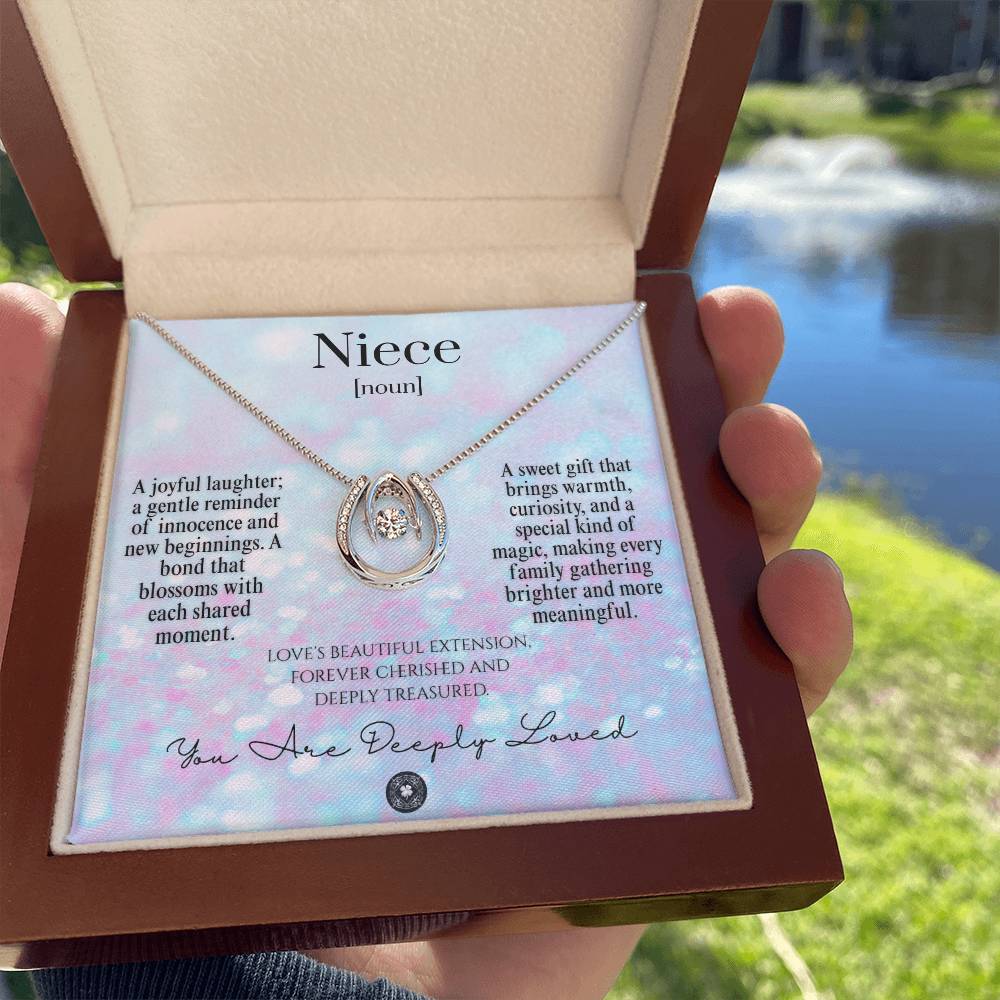 Niece
[noun]
A joyful laughter;
a gentle reminder
of innocence and
new beginnings. A
bond that
blossoms with
each shared
moment.
A sweet gift that
brings warmth,
curiosity, and a
special kind of
magic, making every
family gathering
brighter and more
meaningful.
LOVE'S BEAUTIFUL EXTENSION,
FOREVER CHERISHED AND
DEEPLY TREASURED.
You Are Deeply Loved